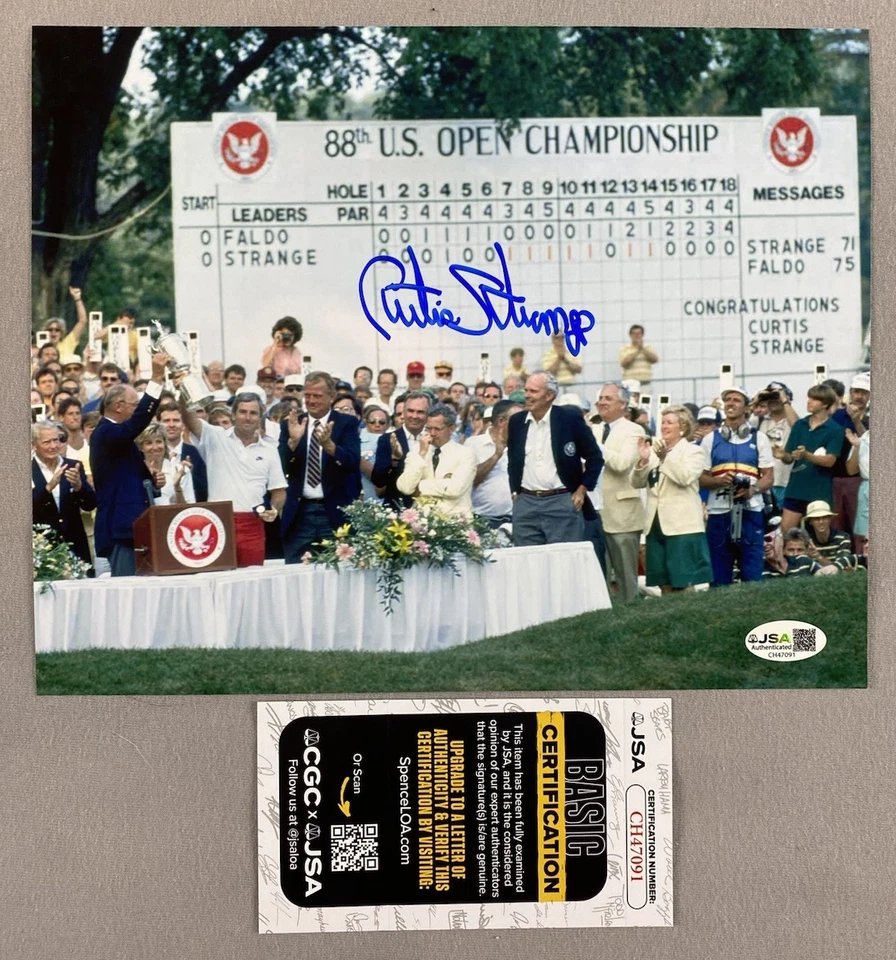 88th U.S. OPEN CHAMPIONSHIP
HOLE 1 2 3 4 5 6 7 8 9 10 11 12 13 14 15 16 17 18 MESSAGES
START LEADERS PAR 4 3 4 4 4 4 3 4 5 4 4 4 4 5 4 3 4 4
0 FALDO 0 0 1 1 1 1 0 0 0 0 1 1 2 1 2 2 3 4
0 STRANGE 0 0 0 1 0 0 1 1 1 1 1 0 1 1 0 0 0 0
STRANGE 71
FALDO 75
CONGRATULATIONS
CURTIS
STRANGE
Curtis Strange
JSA
Authenticated
CH47091
JSA
CERTIFICATION NUMBER:
CH47091
BASIC
CERTIFICATION
This item has been fully examined
by JSA, and it is the considered
opinion of our expert authenticators
that the signature(s) is/are genuine.
UPGRADE TO A LETTER OF
AUTHENTICITY & VERIFY THIS
CERTIFICATION BY VISITING:
SpenceLOA.com
Or Scan
CGC x JSA
Follow us at @jsaloa